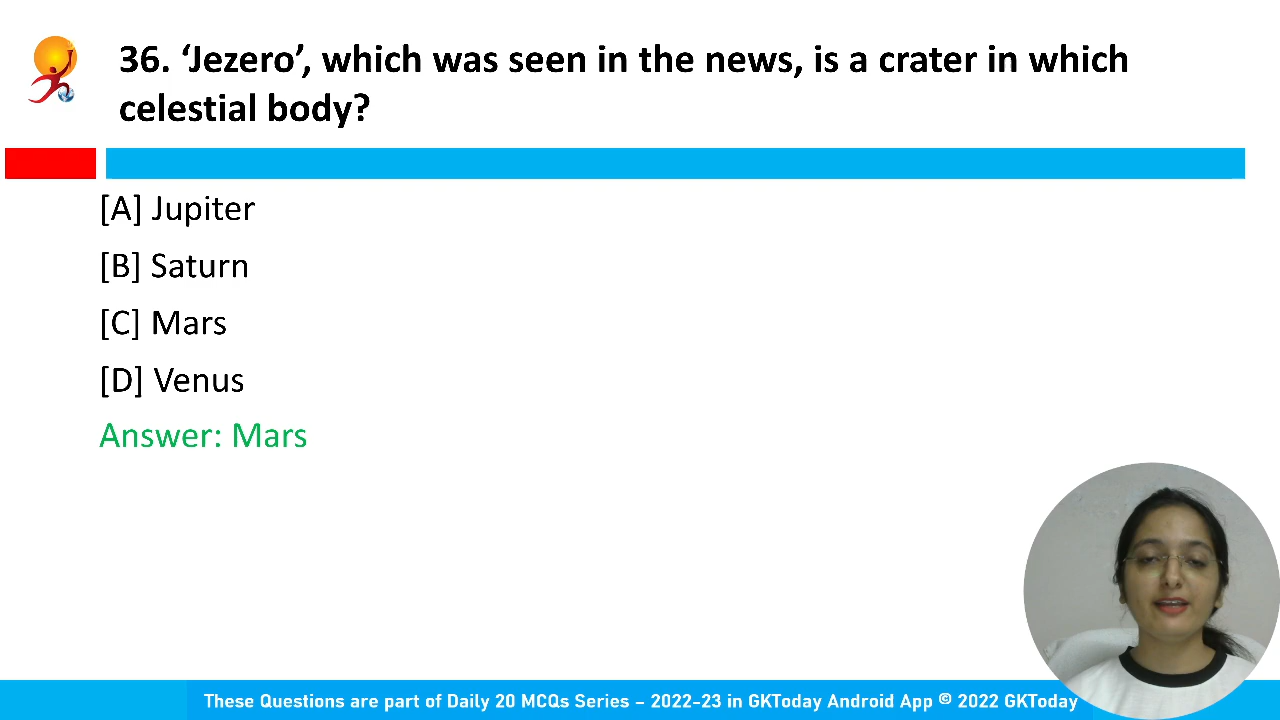 36. ‘Jezero’, which was seen in the news, is a crater in which
celestial body?
[A] Jupiter
[B] Saturn
[C] Mars
[D] Venus
Answer: Mars
These Questions are part of Daily 20 MCQs Series – 2022-23 in GKToday Android App © 2022 GKToday